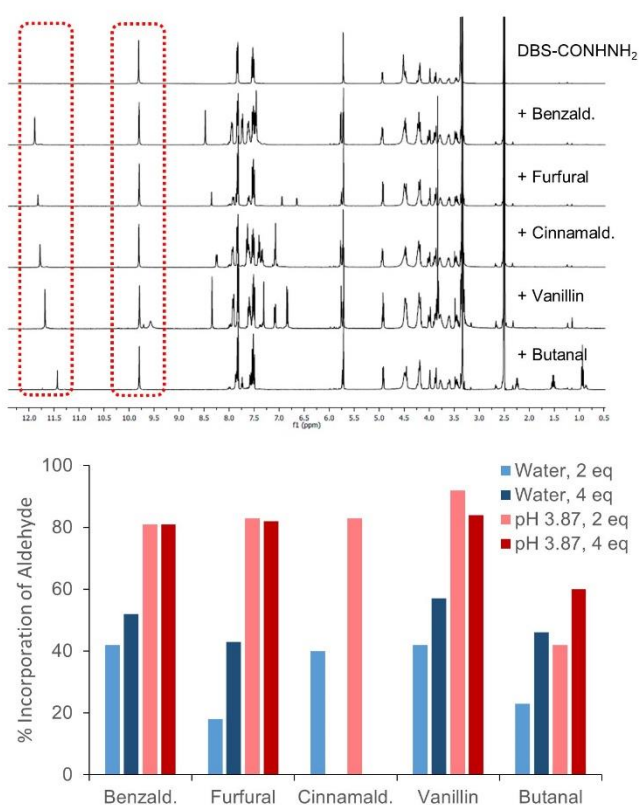 DBS-CONHNH₂
+ Benzald.
+ Furfural
+ Cinnamald.
+ Vanillin
+ Butanal
12.0 11.5 11.0 10.5 10.0 9.5 9.0 8.5 8.0 7.5 7.0 6.5 6.0 5.5 5.0 4.5 4.0 3.5 3.0 2.5 2.0 1.5 1.0 0.5
f1 (ppm)
100
80
60
40
20
0
% Incorporation of Aldehyde
Water, 2 eq
Water, 4 eq
pH 3.87, 2 eq
pH 3.87, 4 eq
Benzald. Furfural Cinnamald. Vanillin Butanal